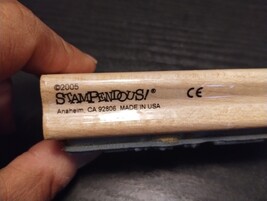 ©2005
STAMPENDOUS!® CE
Anaheim, CA 92806 MADE IN USA